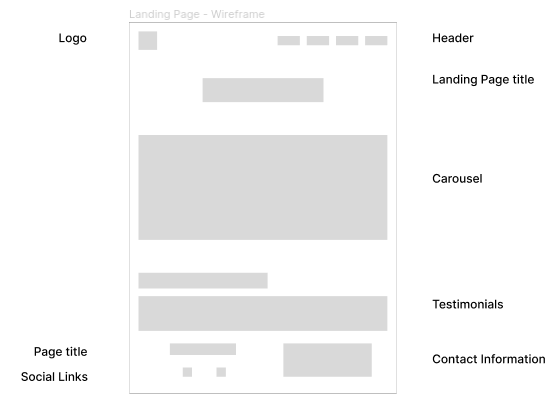 Landing Page - Wireframe
Logo
Header
Landing Page title
Carousel
Testimonials
Page title
Contact Information
Social Links